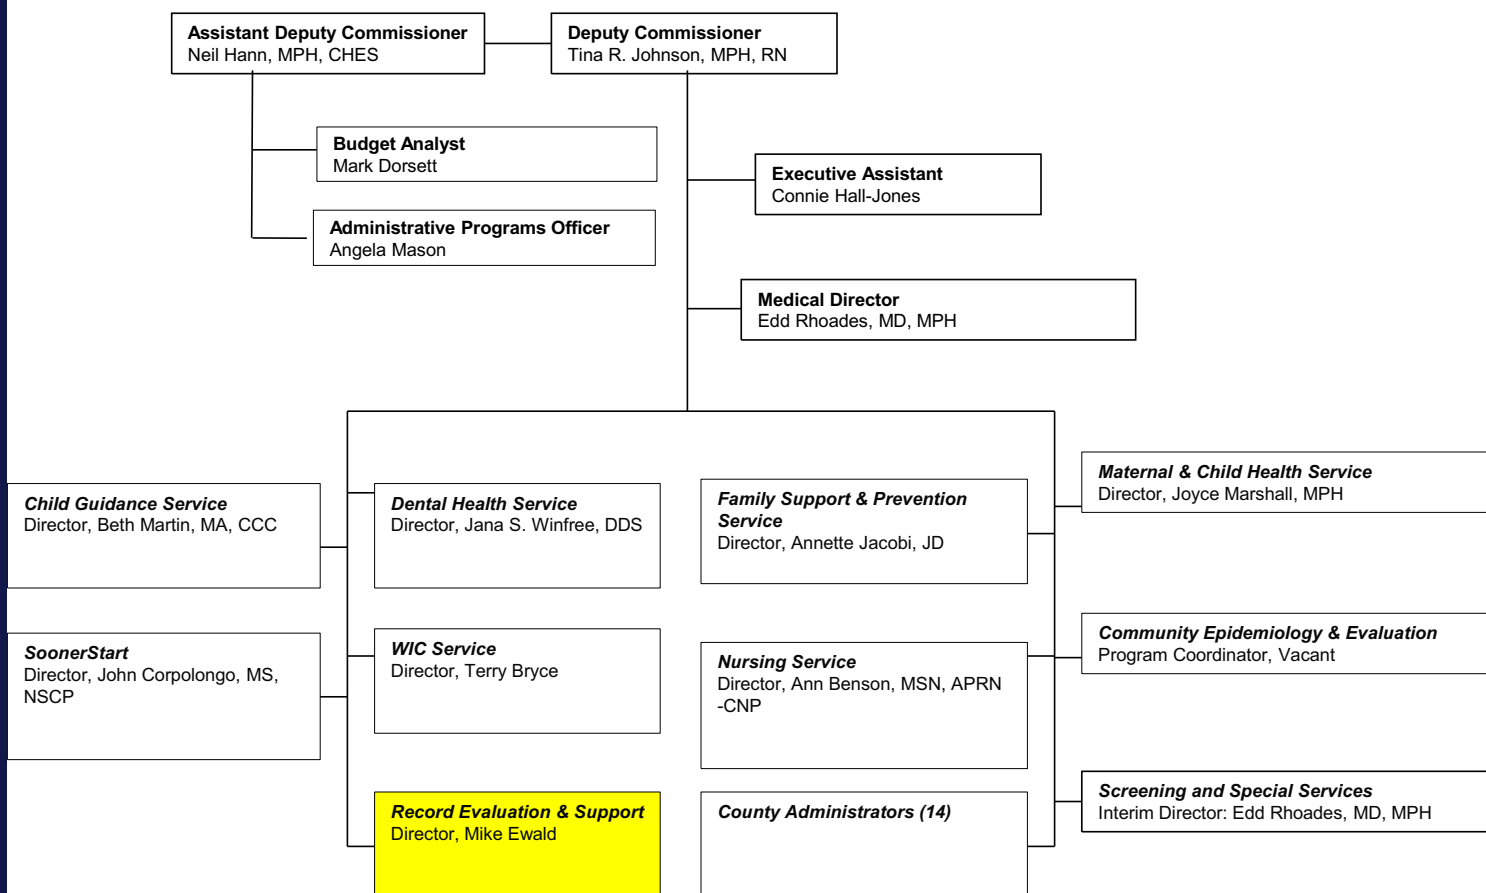 Assistant Deputy Commissioner
Neil Hann, MPH, CHES
Deputy Commissioner
Tina R. Johnson, MPH, RN
Budget Analyst
Mark Dorsett
Executive Assistant
Connie Hall-Jones
Administrative Programs Officer
Angela Mason
Medical Director
Edd Rhoades, MD, MPH
Child Guidance Service
Director, Beth Martin, MA, CCC
Dental Health Service
Director, Jana S. Winfree, DDS
Family Support & Prevention
Service
Director, Annette Jacobi, JD
Maternal & Child Health Service
Director, Joyce Marshall, MPH
SoonerStart
Director, John Corpolongo, MS,
NSCP
WIC Service
Director, Terry Bryce
Nursing Service
Director, Ann Benson, MSN, APRN
-CNP
Community Epidemiology & Evaluation
Program Coordinator, Vacant
Record Evaluation & Support
Director, Mike Ewald
County Administrators (14)
Screening and Special Services
Interim Director: Edd Rhoades, MD, MPH